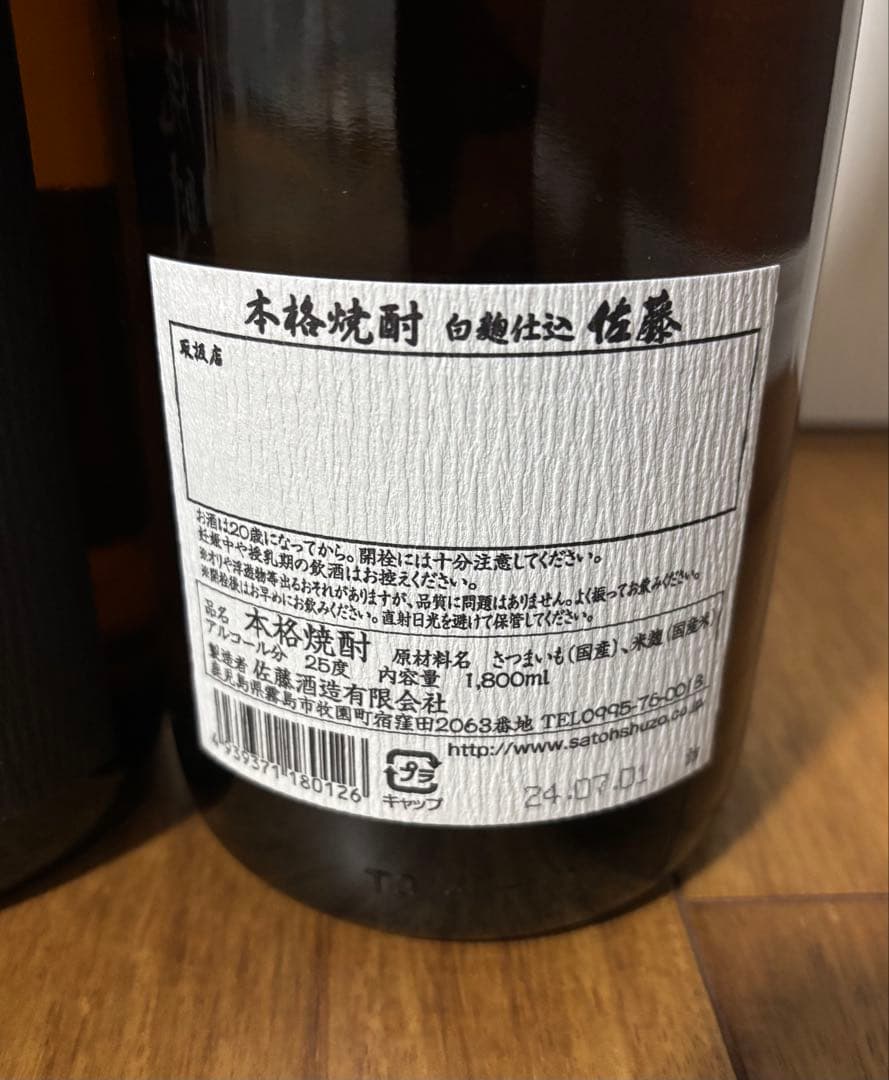 本格焼酎 白麹仕込 佐藤
取扱店
お酒は20歳になってから。開栓には十分注意してください。
妊娠中や授乳期の飲酒はお控えください。
※オリや浮遊物等出るおそれがありますが、品質に問題はありません。よく振ってお飲みください。
※開栓後はお早めにお飲みください。直射日光を避けて保管してください。
品名 本格焼酎 原材料名 さつまいも(国産)、米麹(国産米)
アルコール分 25度 内容量 1,800ml
製造者 佐藤酒造有限会社
鹿児島県霧島市牧園町宿窪田2063番地 TEL0995-76-0018
http://www.satohshuzo.co.jp
4 939371 180126
プラ
キャップ
24.07.01